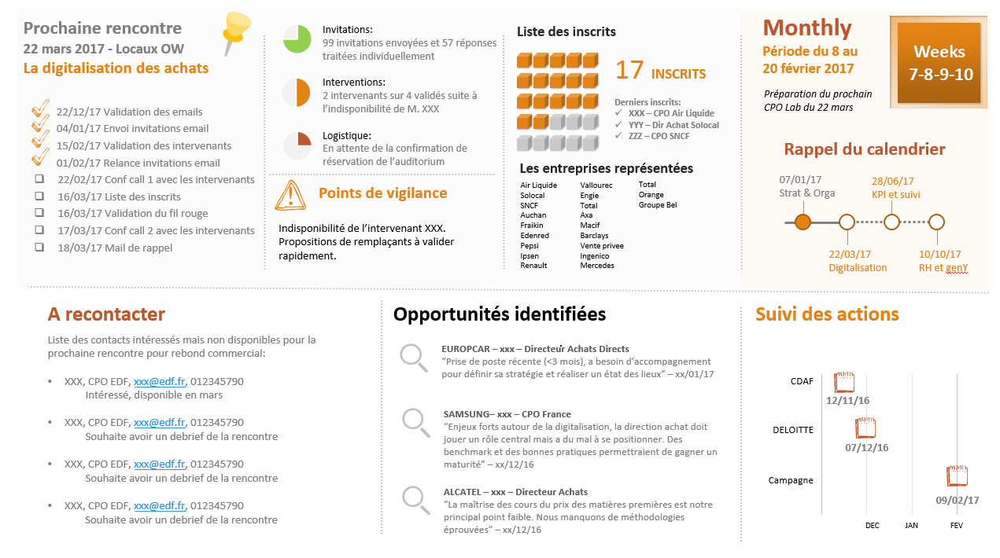 Prochaine rencontre
22 mars 2017 - Locaux OW
La digitalisation des achats
22/12/17 Validation des emails
04/01/17 Envoi invitations email
15/02/17 Validation des intervenants
01/02/17 Relance invitations email
22/02/17 Conf call 1 avec les intervenants
16/03/17 Liste des inscrits
16/03/17 Validation du fil rouge
17/03/17 Conf call 2 avec les intervenants
18/03/17 Mail de rappel
Invitations:
99 invitations envoyées et 57 réponses
traitées individuellement
Interventions:
2 intervenants sur 4 validés suite à
l’indisponibilité de M. XXX
Logistique:
En attente de la confirmation de
réservation de l’auditorium
Points de vigilance
Indisponibilité de l’intervenant XXX.
Propositions de remplaçants à valider
rapidement.
Liste des inscrits
17 INSCRITS
Derniers inscrits:
XXX – CPO Air Liquide
YYY – Dir Achat Solocal
ZZZ – CPO SNCF
Les entreprises représentées
Air Liquide
Solocal
SNCF
Auchan
Fraikin
Edenred
Pepsi
Ipsen
Renault
Vallourec
Engie
Total
Axa
Macif
Barclays
Vente privee
Ingenico
Mercedes
Total
Orange
Groupe Bel
Monthly
Période du 8 au
20 février 2017
Préparation du prochain
CPO Lab du 22 mars
Weeks
7-8-9-10
Rappel du calendrier
07/01/17
Strat & Orga
28/06/17
KPI et suivi
22/03/17
Digitalisation
10/10/17
RH et genY
A recontacter
Liste des contacts intéressés mais non disponibles pour la
prochaine rencontre pour rebond commercial:
• XXX, CPO EDF, xxx@edf.fr, 012345790
Intéressé, disponible en mars
• XXX, CPO EDF, xxx@edf.fr, 012345790
Souhaite avoir un debrief de la rencontre
• XXX, CPO EDF, xxx@edf.fr, 012345790
Souhaite avoir un debrief de la rencontre
• XXX, CPO EDF, xxx@edf.fr, 012345790
Souhaite avoir un debrief de la rencontre
Opportunités identifiées
EUROPCAR – xxx – Directeur Achats Directs
“Prise de poste récente (<3 mois), a besoin d’accompagnement
pour définir sa stratégie et réaliser un état des lieux” – xx/01/17
SAMSUNG– xxx – CPO France
“Enjeux forts autour de la digitalisation, la direction achat doit
jouer un rôle central mais a du mal à se positionner. Des
benchmark et des bonnes pratiques permettraient de gagner un
maturité” – xx/12/16
ALCATEL – xxx – Directeur Achats
“La maîtrise des cours du prix des matières premières est notre
principal point faible. Nous manquons de méthodologies
éprouvées” – xx/12/16
Suivi des actions
CDAF
12/11/16
DELOITTE
07/12/16
Campagne
09/02/17
DEC JAN FEV